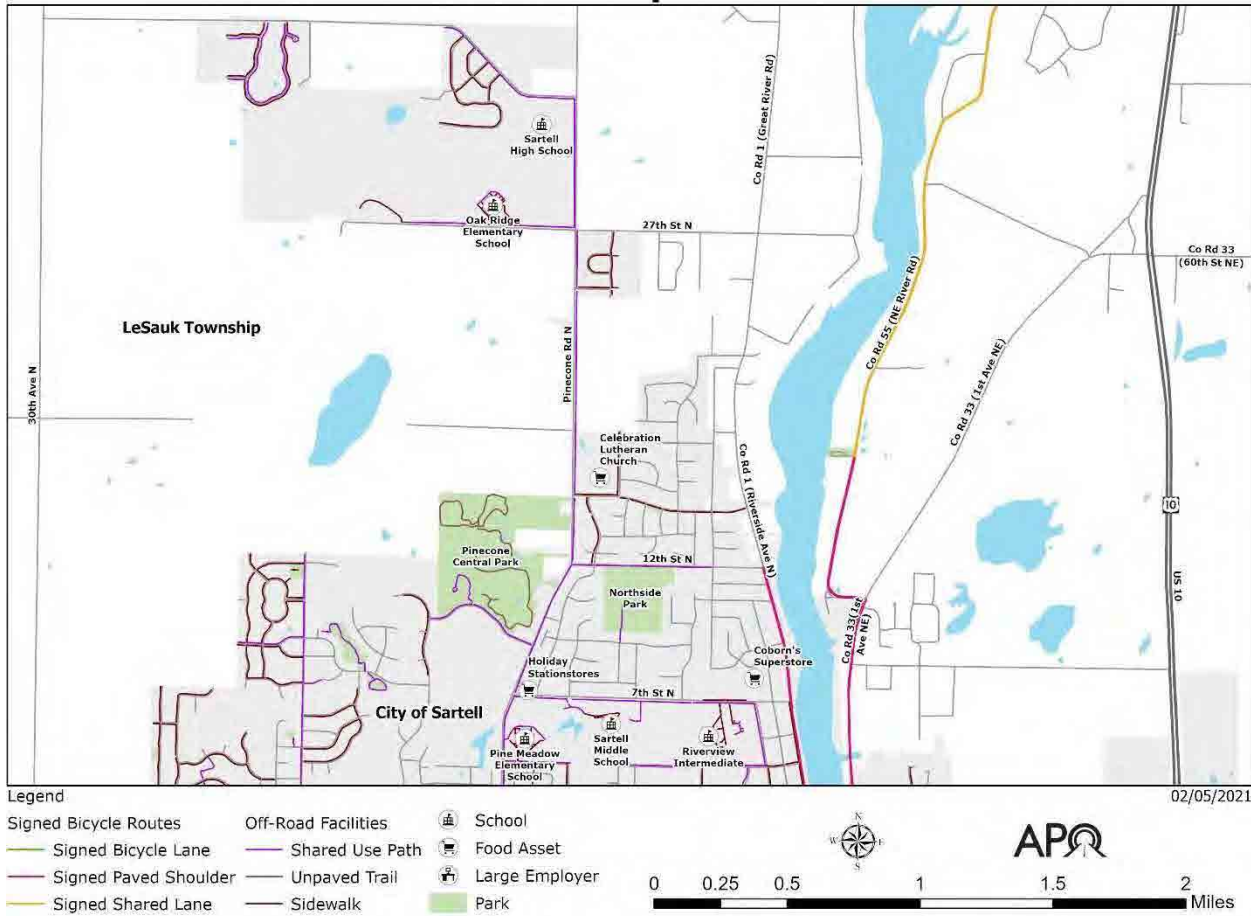 Sartell
High School
Oak Ridge
Elementary
School
27th St N
Co Rd 1 (Great River Rd)
Co Rd 33
(60th St NE)
LeSauk Township
30th Ave N
Pinecone Rd N
Co Rd 55 (NE River Rd)
Co Rd 33 (1st Ave NE)
Celebration
Lutheran
Church
Co Rd 1 (Riverside Ave N)
10
US 10
Pinecone
Central Park
12th St N
Northside
Park
Co Rd 33(1st
Ave NE)
Coborn's
Superstore
Holiday
Stationstores
7th St N
City of Sartell
Pine Meadow
Elementary
School
Sartell
Middle
School
Riverview
Intermediate
02/05/2021
Legend
Signed Bicycle Routes
Signed Bicycle Lane
Signed Paved Shoulder
Signed Shared Lane
Off-Road Facilities
Shared Use Path
Unpaved Trail
Sidewalk
School
Food Asset
Large Employer
Park
N
W E
S
APO
0 0.25 0.5 1 1.5 2
Miles